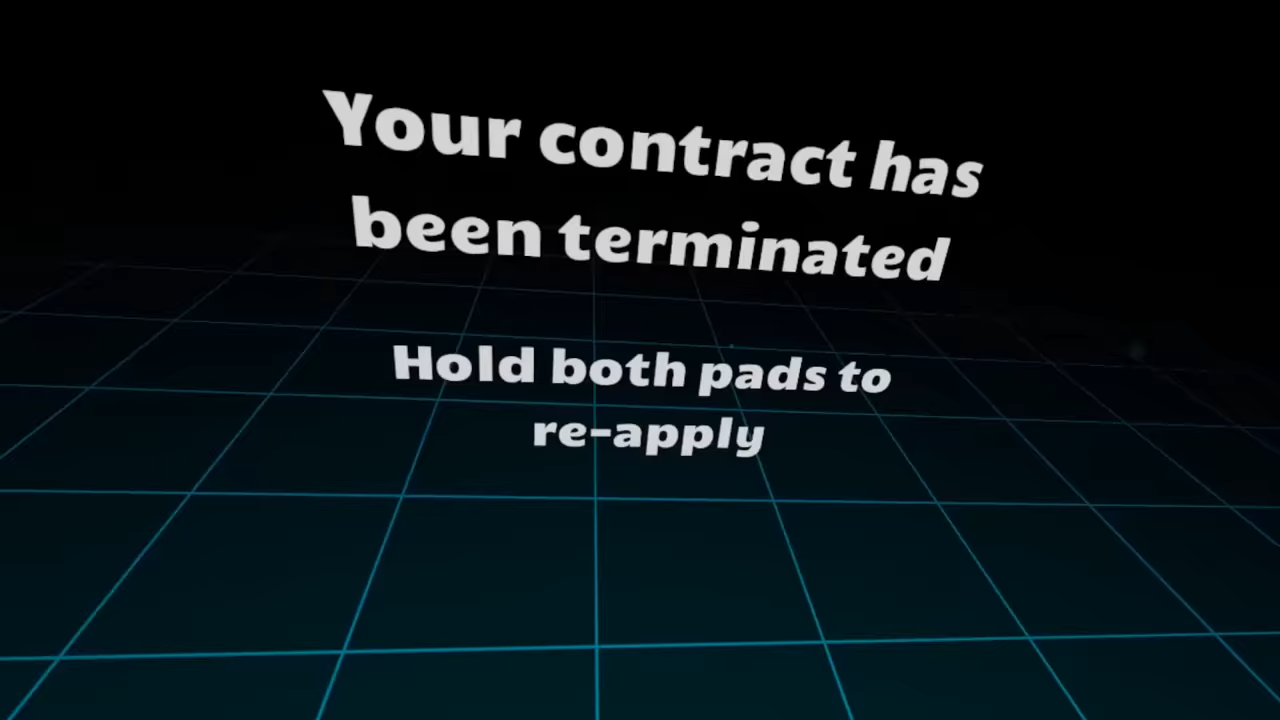 Your contract has
been terminated
Hold both pads to
re-apply